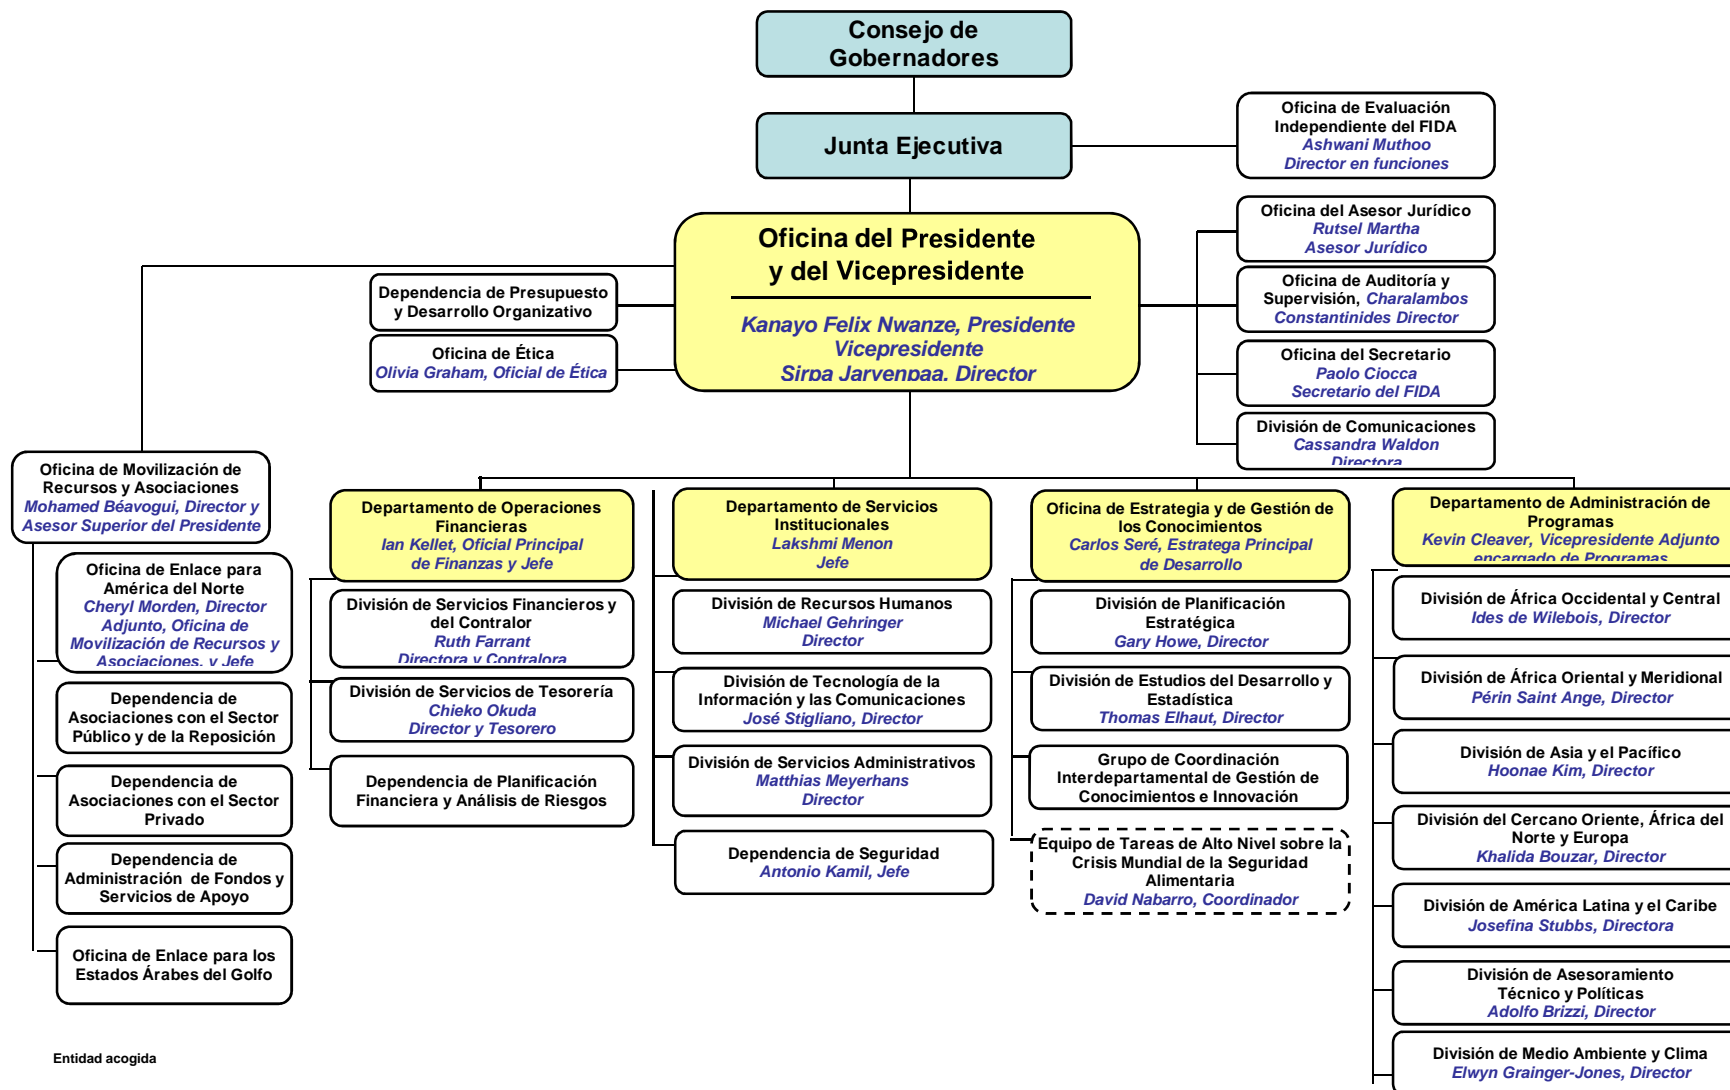 Consejo de
Gobernadores
Junta Ejecutiva
Oficina de Evaluación
Independiente del FIDA
Ashwani Muthoo
Director en funciones
Oficina del Presidente
y del Vicepresidente
Kanayo Felix Nwanze, Presidente
Vicepresidente
Sirpa Jarvenpaa, Director
Dependencia de Presupuesto
y Desarrollo Organizativo
Oficina de Ética
Olivia Graham, Oficial de Ética
Oficina del Asesor Jurídico
Rutsel Martha
Asesor Jurídico
Oficina de Auditoría y
Supervisión, Charalambos
Constantinides Director
Oficina del Secretario
Paolo Ciocca
Secretario del FIDA
División de Comunicaciones
Cassandra Waldon
Directora
Oficina de Movilización de
Recursos y Asociaciones
Mohamed Béavogui, Director y
Asesor Superior del Presidente
Oficina de Enlace para
América del Norte
Cheryl Morden, Director
Adjunto, Oficina de
Movilización de Recursos y
Asociaciones, y Jefe
Dependencia de
Asociaciones con el Sector
Público y de la Reposición
Dependencia de
Asociaciones con el Sector
Privado
Dependencia de
Administración de Fondos y
Servicios de Apoyo
Oficina de Enlace para los
Estados Árabes del Golfo
Departamento de Operaciones
Financieras
Ian Kellet, Oficial Principal
de Finanzas y Jefe
División de Servicios Financieros y
del Contralor
Ruth Farrant
Directora y Contralora
División de Servicios de Tesorería
Chieko Okuda
Director y Tesorero
Dependencia de Planificación
Financiera y Análisis de Riesgos
Departamento de Servicios
Institucionales
Lakshmi Menon
Jefe
División de Recursos Humanos
Michael Gehringer
Director
División de Tecnología de la
Información y las Comunicaciones
José Stigliano, Director
División de Servicios Administrativos
Matthias Meyerhans
Director
Dependencia de Seguridad
Antonio Kamil, Jefe
Oficina de Estrategia y de Gestión de
los Conocimientos
Carlos Seré, Estratega Principal
de Desarrollo
División de Planificación
Estratégica
Gary Howe, Director
División de Estudios del Desarrollo y
Estadística
Thomas Elhaut, Director
Grupo de Coordinación
Interdepartamental de Gestión de
Conocimientos e Innovación
Equipo de Tareas de Alto Nivel sobre la
Crisis Mundial de la Seguridad
Alimentaria
David Nabarro, Coordinador
Departamento de Administración de
Programas
Kevin Cleaver, Vicepresidente Adjunto
encargado de Programas
División de África Occidental y Central
Ides de Wilebois, Director
División de África Oriental y Meridional
Périn Saint Ange, Director
División de Asia y el Pacífico
Hoonae Kim, Director
División del Cercano Oriente, África del
Norte y Europa
Khalida Bouzar, Director
División de América Latina y el Caribe
Josefina Stubbs, Directora
División de Asesoramiento
Técnico y Políticas
Adolfo Brizzi, Director
División de Medio Ambiente y Clima
Elwyn Grainger-Jones, Director
Entidad acogida